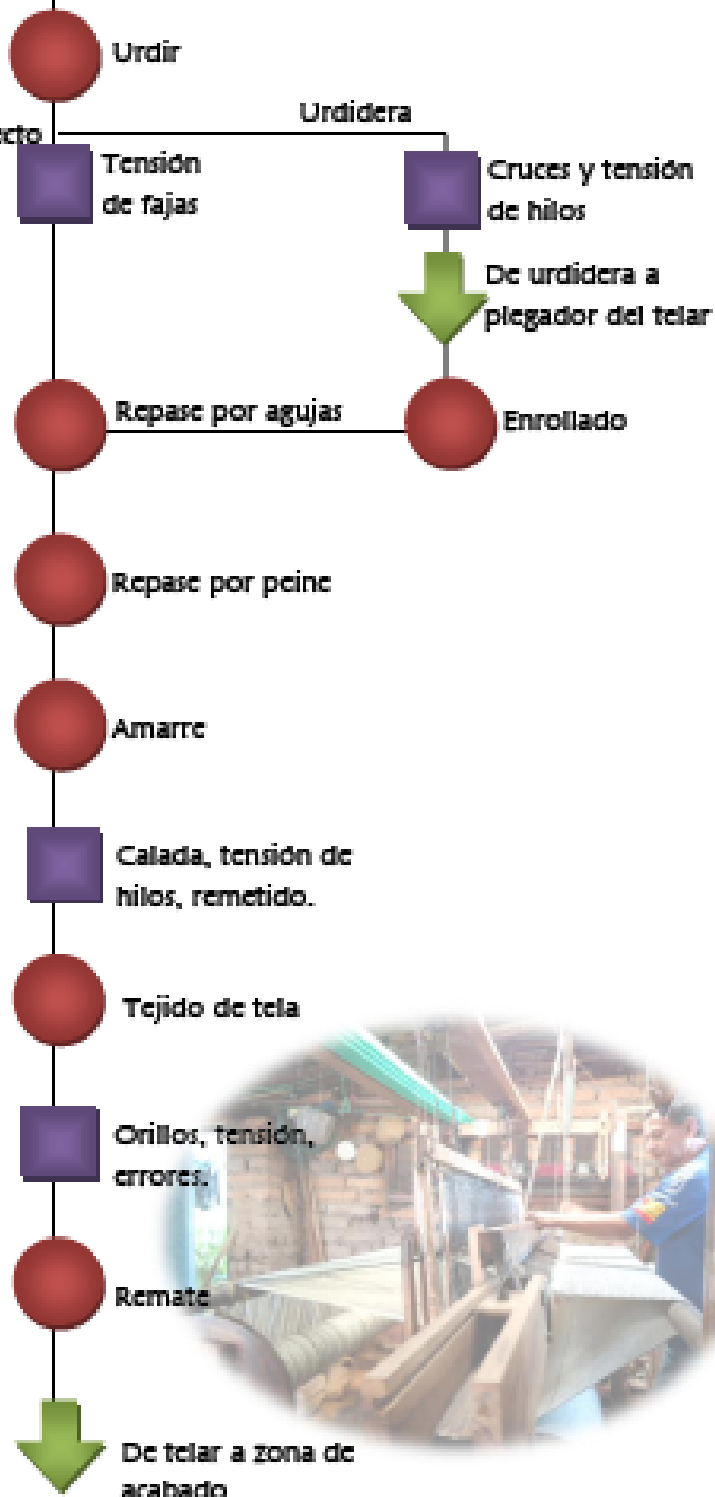 Urdir
Urdidera
Tensión
de fajas
Cruces y tensión
de hilos
De urdidera a
plegador del telar
Repase por agujas
Enrollado
Repase por peine
Amarre
Calada, tensión de
hilos, remetido.
Tejido de tela
Orillos, tensión,
errores.
Remate
De telar a zona de
acabado